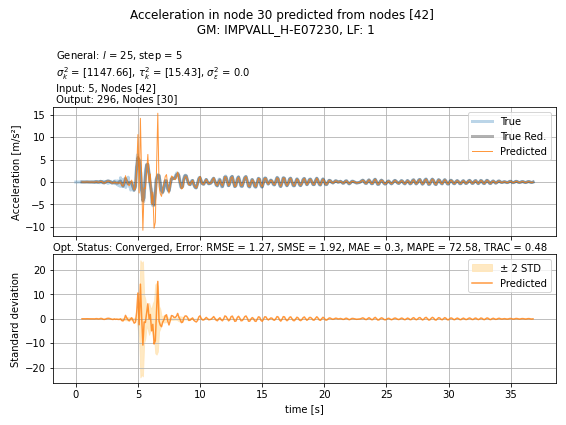 Acceleration in node 30 predicted from nodes [42]
GM: IMPVALL_H-E07230, LF: 1
General: l = 25, step = 5
σ²ₖ = [1147.66], τ²ₖ = [15.43], σ²ε = 0.0
Input: 5, Nodes [42]
Output: 296, Nodes [30]
Acceleration [m/s²]
15
10
5
0
−5
−10
True
True Red.
Predicted
Opt. Status: Converged, Error: RMSE = 1.27, SMSE = 1.92, MAE = 0.3, MAPE = 72.58, TRAC = 0.48
Standard deviation
20
10
0
−10
−20
± 2 STD
Predicted
0 5 10 15 20 25 30 35
time [s]